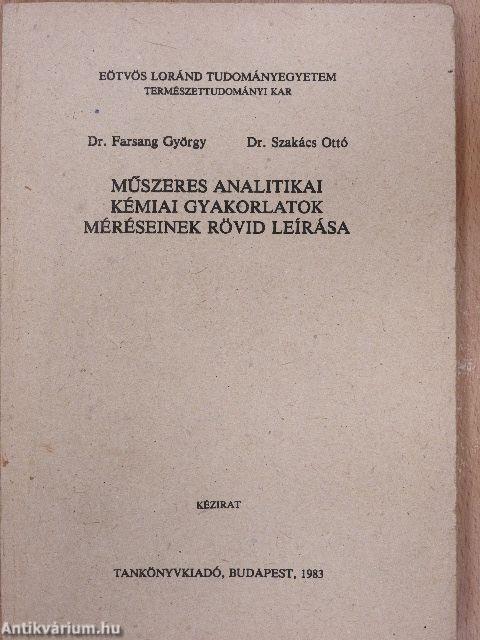 EÖTVÖS LORÁND TUDOMÁNYEGYETEM
TERMÉSZETTUDOMÁNYI KAR
Dr. Farsang György Dr. Szakács Ottó
MŰSZERES ANALITIKAI
KÉMIAI GYAKORLATOK
MÉRÉSEINEK RÖVID LEÍRÁSA
KÉZIRAT
TANKÖNYVKIADÓ, BUDAPEST, 1983
Antikvárium.hu